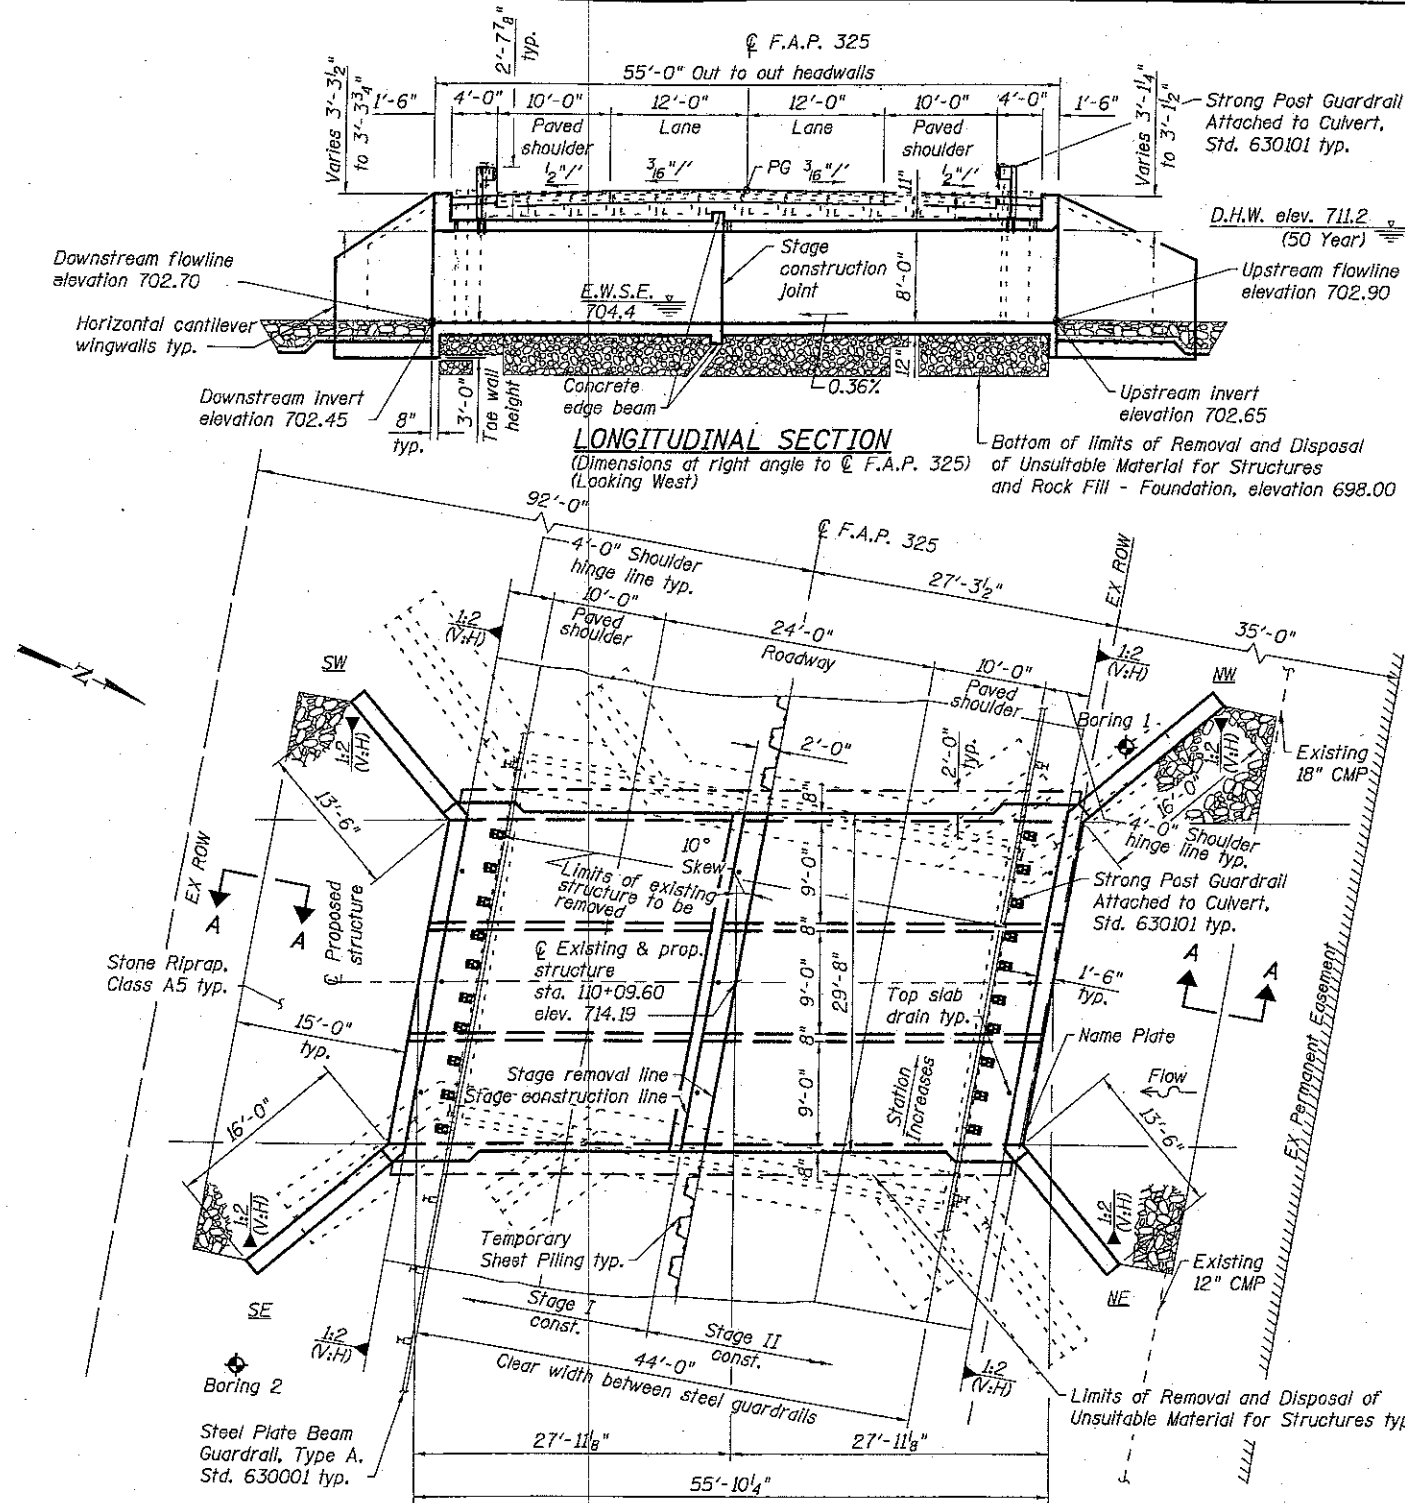 ℄ F.A.P. 325
55'-0" Out to out headwalls
2'-7 7/8"
typ.
Varies 3'-3 1/2"
to 3'-3 3/4"
1'-6"
4'-0"
10'-0"
12'-0"
12'-0"
10'-0"
4'-0"
1'-6"
Varies 3'-1 1/4"
to 3'-1 1/2"
Paved
shoulder
Lane
Lane
Paved
shoulder
Strong Post Guardrail
Attached to Culvert,
Std. 630101 typ.
1/2"/'
3/16"/'
PG
3/16"/'
1/2"/'
11"
D.H.W. elev. 711.2
(50 Year)
Downstream flowline
elevation 702.70
Stage
construction
joint
8'-0"
Upstream flowline
elevation 702.90
E.W.S.E.
704.4
Horizontal cantilever
wingwalls typ.
Downstream invert
elevation 702.45
8"
typ.
3'-0"
Toe wall
height
Concrete
edge beam
0.36%
12"
Upstream invert
elevation 702.65
LONGITUDINAL SECTION
(Dimensions at right angle to ℄ F.A.P. 325)
(Looking West)
Bottom of limits of Removal and Disposal
of Unsuitable Material for Structures
and Rock Fill - Foundation, elevation 698.00
92'-0"
℄ F.A.P. 325
4'-0" Shoulder
hinge line typ.
27'-3 1/2"
EX ROW
35'-0"
10'-0"
Paved
shoulder
24'-0"
Roadway
10'-0"
Paved
shoulder
1:2
(V:H)
1:2
(V:H)
N
SW
NW
Boring 1
2'-0"
2'-0"
typ.
1:2
(V:H)
1:2
(V:H)
Existing
18" CMP
13'-6"
16'-0"
8"
4'-0" Shoulder
hinge line typ.
10°
Skew
9'-0"
Limits of existing
structure to be
removed
EX ROW
A
A
℄ Proposed
structure
Strong Post Guardrail
Attached to Culvert,
Std. 630101 typ.
8"
℄ Existing & prop.
structure
sta. 110+09.60
elev. 714.19
9'-0"
29'-8"
A
A
1'-6"
typ.
Stone Riprap,
Class A5 typ.
Top slab
drain typ.
15'-0"
typ.
8"
Name Plate
Stage removal line
Stage construction line
9'-0"
Station
Increases
Flow
16'-0"
13'-6"
EX Permanent Easement
8"
1:2
(V:H)
1:2
(V:H)
Temporary
Sheet Piling typ.
Existing
12" CMP
SE
NE
Stage I
const.
Stage II
const.
1:2
(V:H)
44'-0"
Clear width between steel guardrails
1:2
(V:H)
Boring 2
Limits of Removal and Disposal of
Unsuitable Material for Structures typ
Steel Plate Beam
Guardrail, Type A,
Std. 630001 typ.
27'-11 1/8"
27'-11 1/8"
55'-10 1/4"